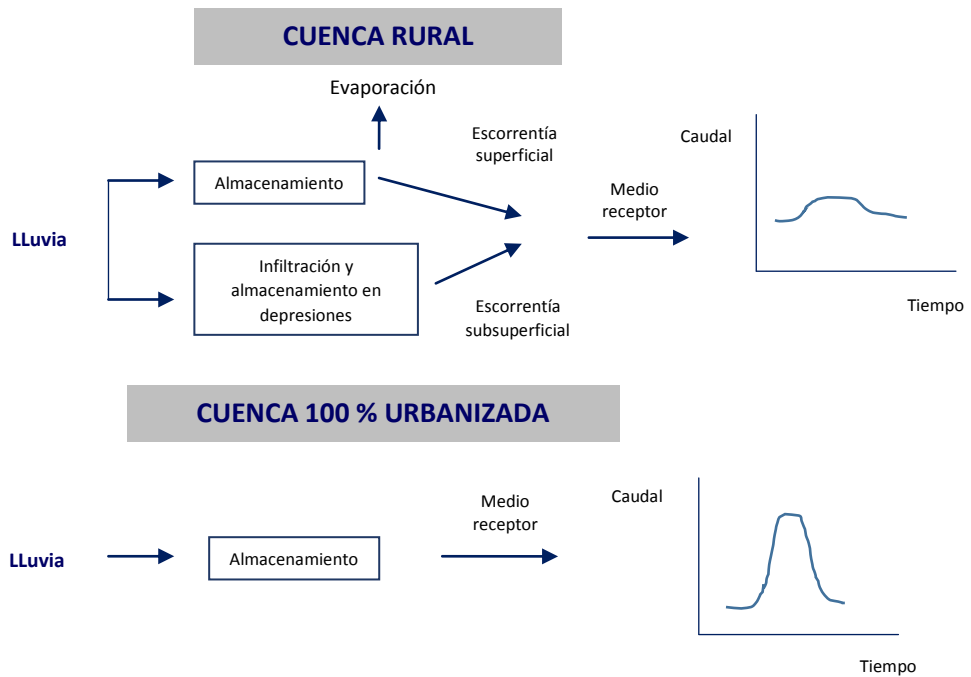 CUENCA RURAL
Evaporación
Escorrentía
superficial
Caudal
Almacenamiento
Medio
receptor
LLuvia
Infiltración y
almacenamiento en
depresiones
Escorrentía
subsuperficial
Tiempo
CUENCA 100 % URBANIZADA
Medio
receptor
Caudal
LLuvia
Almacenamiento
Tiempo